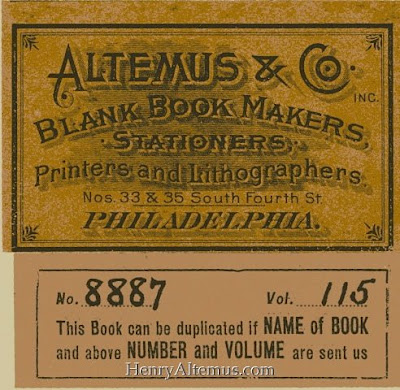 ALTEMUS & CO.
INC.
BLANK BOOK MAKERS,
STATIONERS,
Printers and Lithographers.
Nos. 33 & 35 South Fourth St.
PHILADELPHIA.
No. 8887 Vol. 115
This Book can be duplicated if NAME of BOOK
and above NUMBER and VOLUME are sent us
HenryAltemus.com